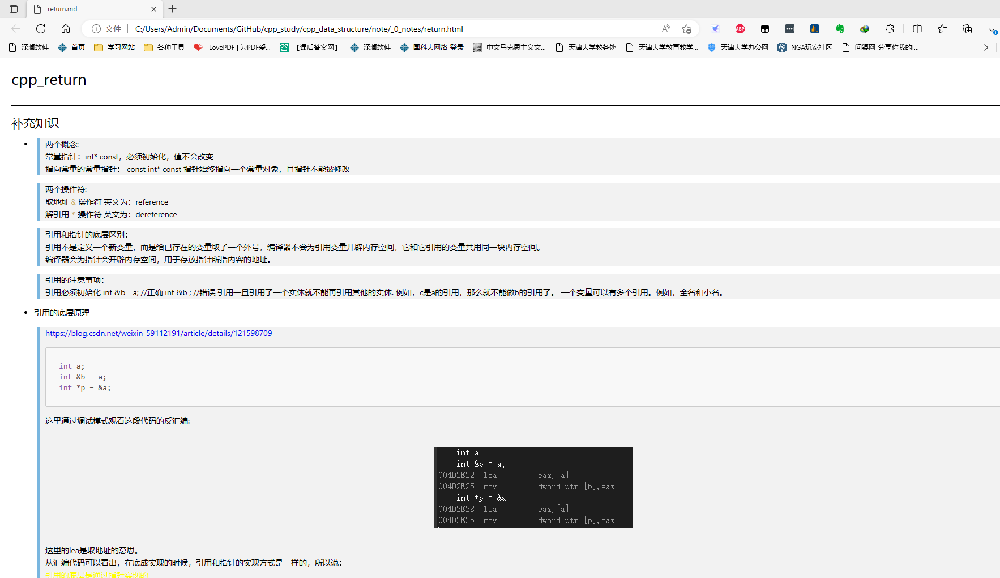 return.md
文件
C:/Users/Admin/Documents/GitHub/cpp_study/cpp_data_structure/note/_0_notes/return.html
ABP
深澜软件
首页
学习网站
各种工具
iLovePDF | 为PDF爱...
答
【课后答案网】
深澜软件
国科大网络-登录
中文马克思主义文...
天津大学教务处
天津大学教育教学...
天津大学办公网
NGA玩家社区
问渠网-分享你我的I...
cpp_return
补充知识
两个概念:
常量指针：int* const，必须初始化，值不会改变
指向常量的常量指针： const int* const 指针始终指向一个常量对象，且指针不能被修改
两个操作符:
取地址 & 操作符 英文为：reference
解引用 * 操作符 英文为：dereference
引用和指针的底层区别：
引用不是定义一个新变量，而是给已存在的变量取了一个外号，编译器不会为引用变量开辟内存空间，它和它引用的变量共用同一块内存空间。
编译器会为指针会开辟内存空间，用于存放指针所指内容的地址。
引用的注意事项：
引用必须初始化 int &b =a; //正确 int &b ; //错误 引用一旦引用了一个实体就不能再引用其他的实体. 例如，c是a的引用，那么就不能做b的引用了。 一个变量可以有多个引用。例如，全名和小名。
引用的底层原理
https://blog.csdn.net/weixin_59112191/article/details/121598709
int a;
int &b = a;
int *p = &a;
这里通过调试模式观看这段代码的反汇编:
int a;
int &b = a;
004D2E22 lea eax,[a]
004D2E25 mov dword ptr [b],eax
int *p = &a;
004D2E28 lea eax,[a]
004D2E2B mov dword ptr [p],eax
这里的lea是取地址的意思。
从汇编代码可以看出，在底成实现的时候，引用和指针的实现方式是一样的，所以说：
引用的底层是通过指针实现的